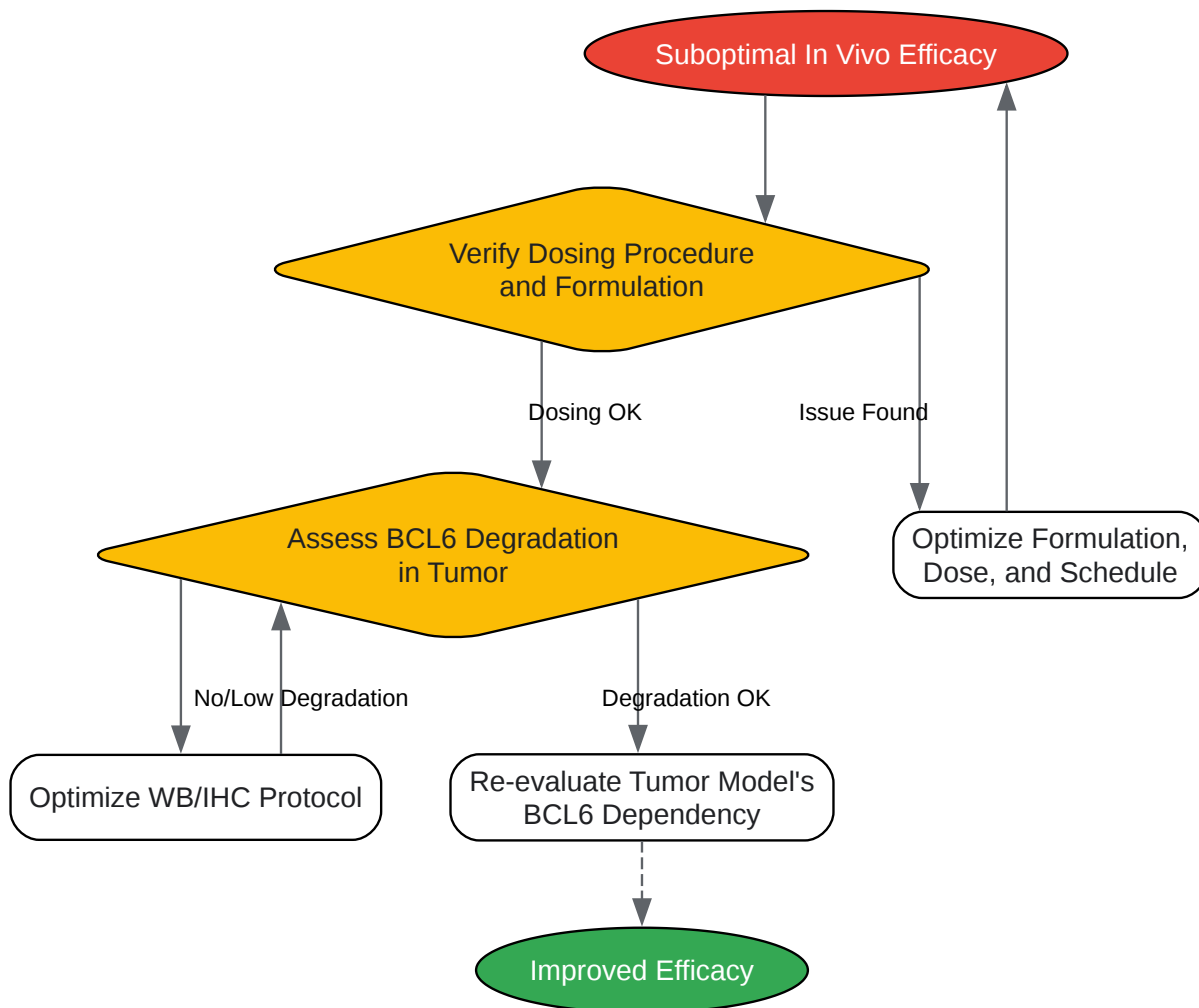 Suboptimal In Vivo Efficacy
Verify Dosing Procedure
and Formulation
Dosing OK
Issue Found
Assess BCL6 Degradation
in Tumor
Optimize Formulation,
Dose, and Schedule
No/Low Degradation
Degradation OK
Optimize WB/IHC Protocol
Re-evaluate Tumor Model's
BCL6 Dependency
Improved Efficacy